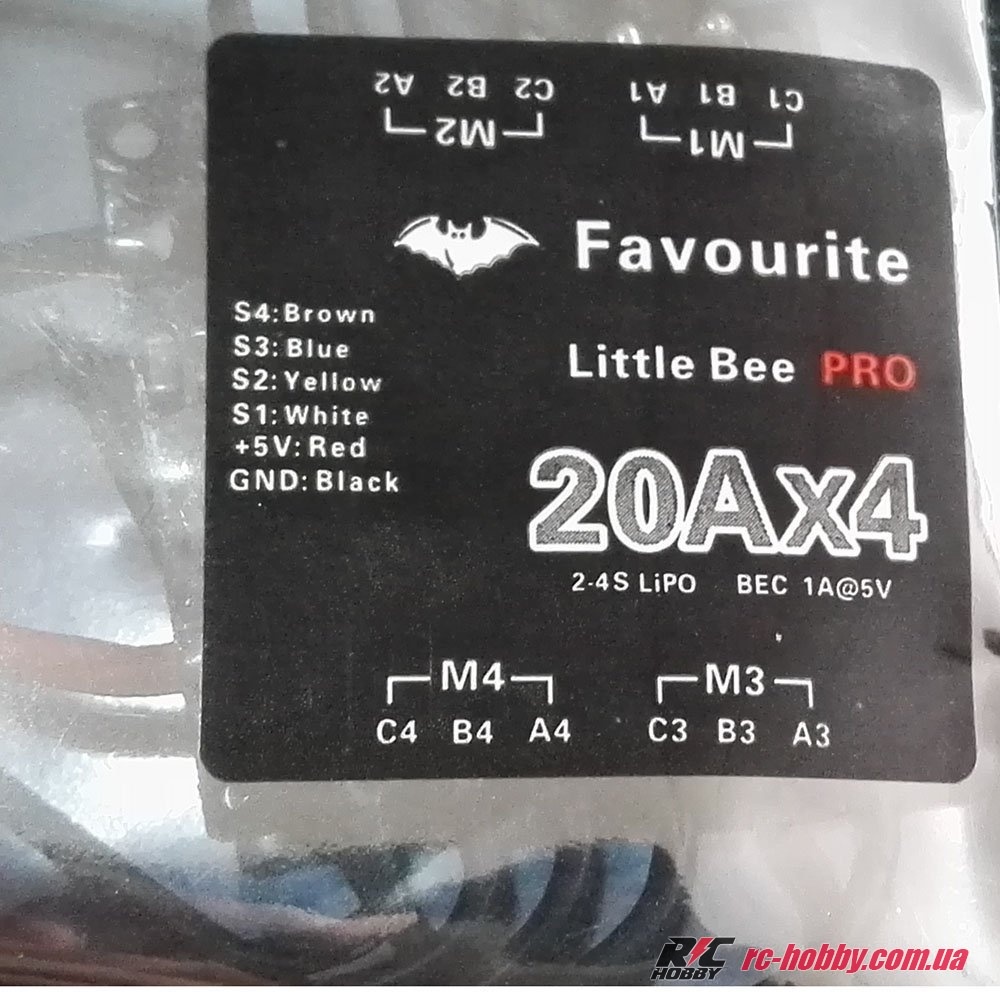 A2 B2 C2
A1 B1 C1
M2
M1
Favourite
S4:Brown
S3:Blue
Little Bee PRO
S2:Yellow
S1:White
+5V:Red
GND:Black
20Ax4
2-4S LiPO BEC 1A@5V
M4
M3
C4 B4 A4
C3 B3 A3
RC HOBBY
rc-hobby.com.ua